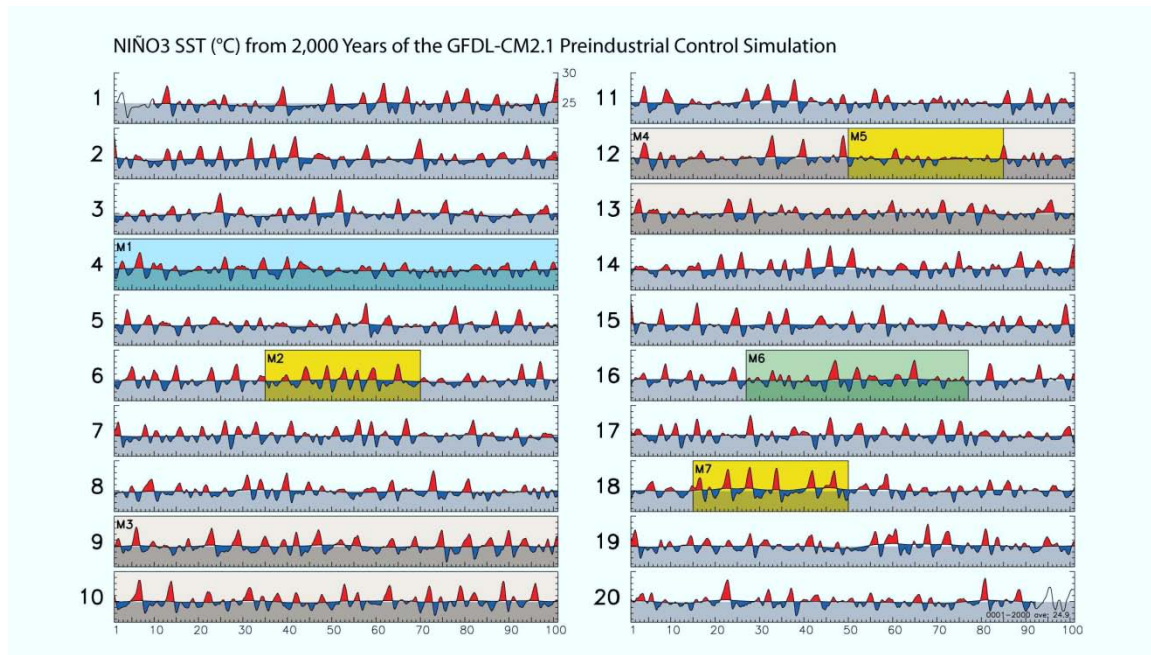 NIÑO3 SST (°C) from 2,000 Years of the GFDL-CM2.1 Preindustrial Control Simulation
1
30
25
2
3
4
M1
5
6
M2
7
8
9
M3
10
1 10 20 30 40 50 60 70 80 90 100
11
12
M4
M5
13
14
15
16
M6
17
18
M7
19
20
0001-2000 ave: 24.9
1 10 20 30 40 50 60 70 80 90 100